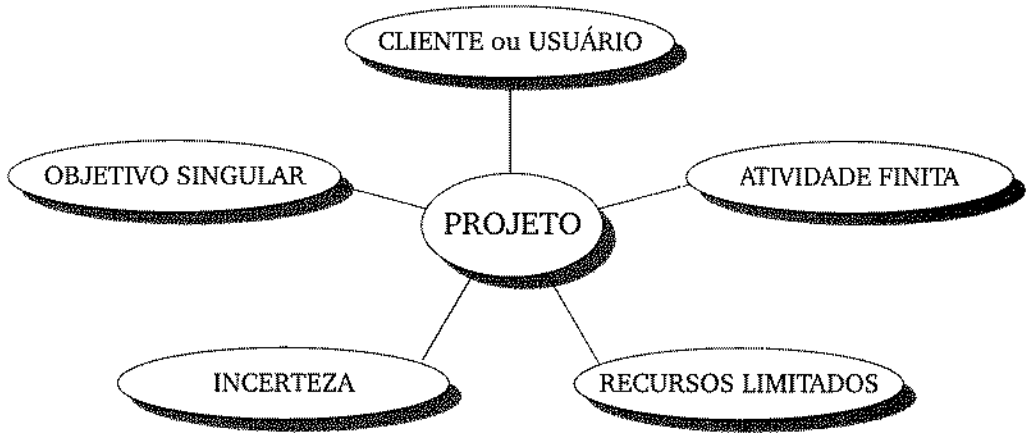 CLIENTE ou USUÁRIO
OBJETIVO SINGULAR
ATIVIDADE FINITA
PROJETO
INCERTEZA
RECURSOS LIMITADOS